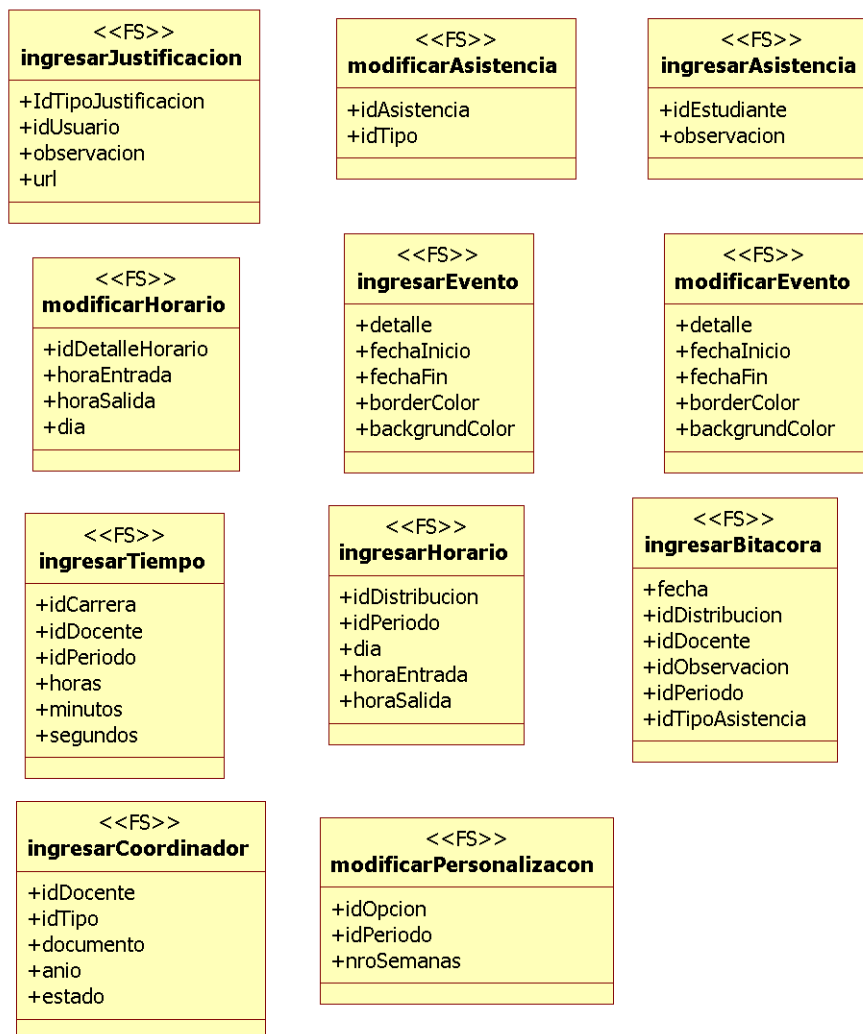 <<FS>>
ingresarJustificacion
+IdTipoJustificacion
+idUsuario
+observacion
+url
<<FS>>
modificarAsistencia
+idAsistencia
+idTipo
<<FS>>
ingresarAsistencia
+idEstudiante
+observacion
<<FS>>
modificarHorario
+idDetalleHorario
+horaEntrada
+horaSalida
+dia
<<FS>>
ingresarEvento
+detalle
+fechaInicio
+fechaFin
+borderColor
+backgrundColor
<<FS>>
modificarEvento
+detalle
+fechaInicio
+fechaFin
+borderColor
+backgrundColor
<<FS>>
ingresarTiempo
+idCarrera
+idDocente
+idPeriodo
+horas
+minutos
+segundos
<<FS>>
ingresarHorario
+idDistribucion
+idPeriodo
+dia
+horaEntrada
+horaSalida
<<FS>>
ingresarBitacora
+fecha
+idDistribucion
+idDocente
+idObservacion
+idPeriodo
+idTipoAsistencia
<<FS>>
ingresarCoordinador
+idDocente
+idTipo
+documento
+anio
+estado
<<FS>>
modificarPersonalizacon
+idOpcion
+idPeriodo
+nroSemanas